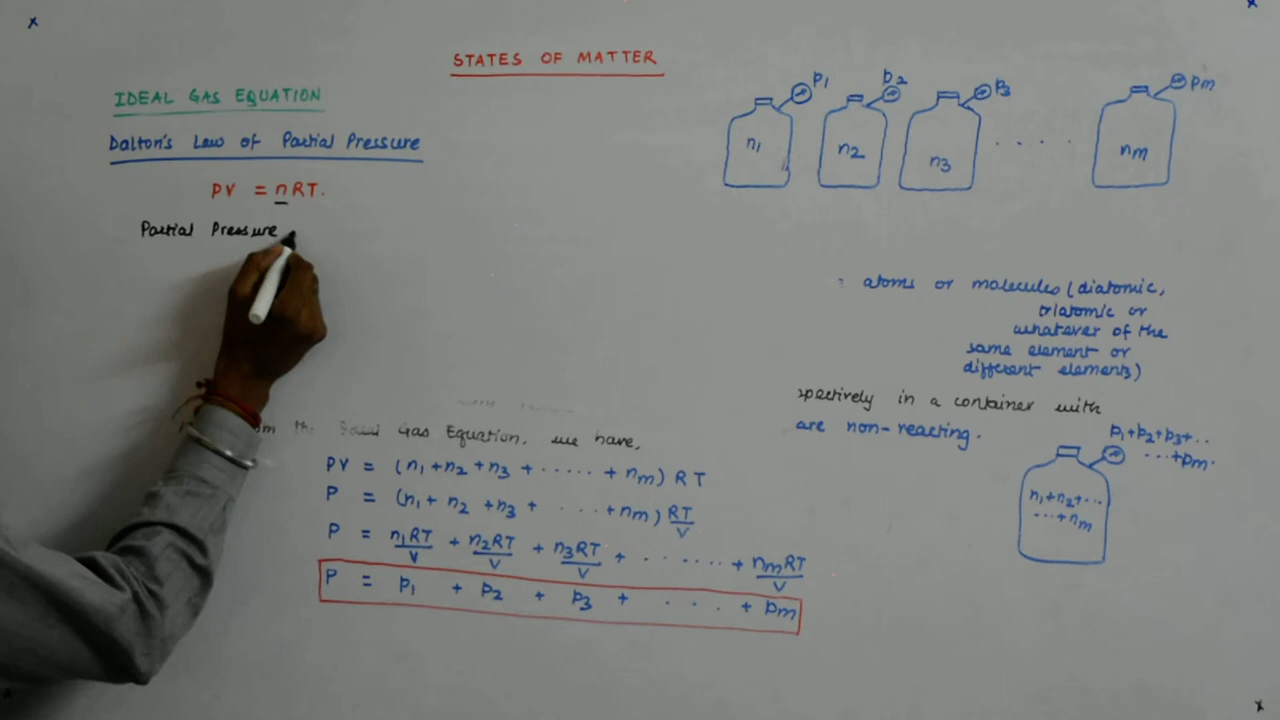 STATES OF MATTER
IDEAL GAS EQUATION
Dalton's Law of Partial Pressure
PV = nRT.
Partial Pressure
p1
p2
p3
pm
n1
n2
n3
. . . .
nm
atoms or molecules (diatomic,
triatomic or
whatever of the
same element or
different elements)
spectively in a container with
are non-reacting.
p1+p2+p3+..
...+pm.
n1+n2+...
...+nm
om the Ideal Gas Equation, we have,
PV = (n1+n2+n3+.....+nm) RT
P = (n1+n2+n3+ ....+nm) RT/V
P = n1RT/V + n2RT/V + n3RT/V + ...... + nmRT/V
P = p1 + p2 + p3 + . . . + pm